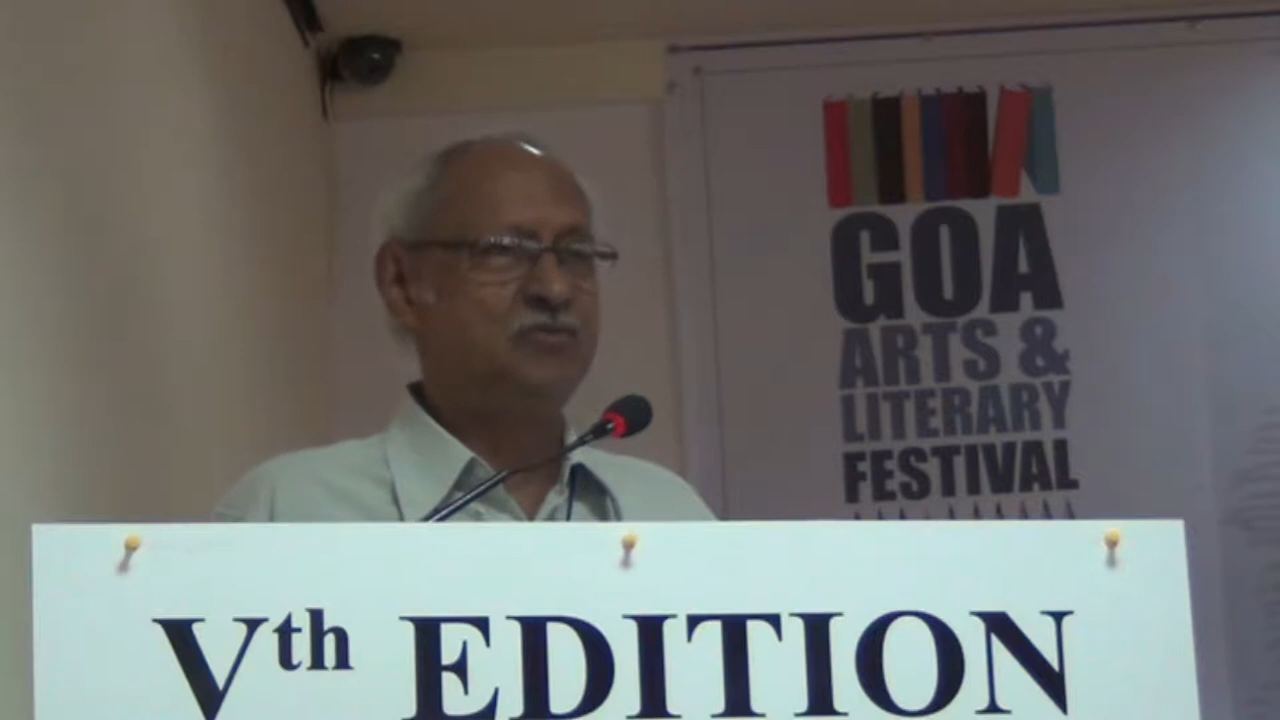 GOA
ARTS &
LITERARY
FESTIVAL
Vth EDITION